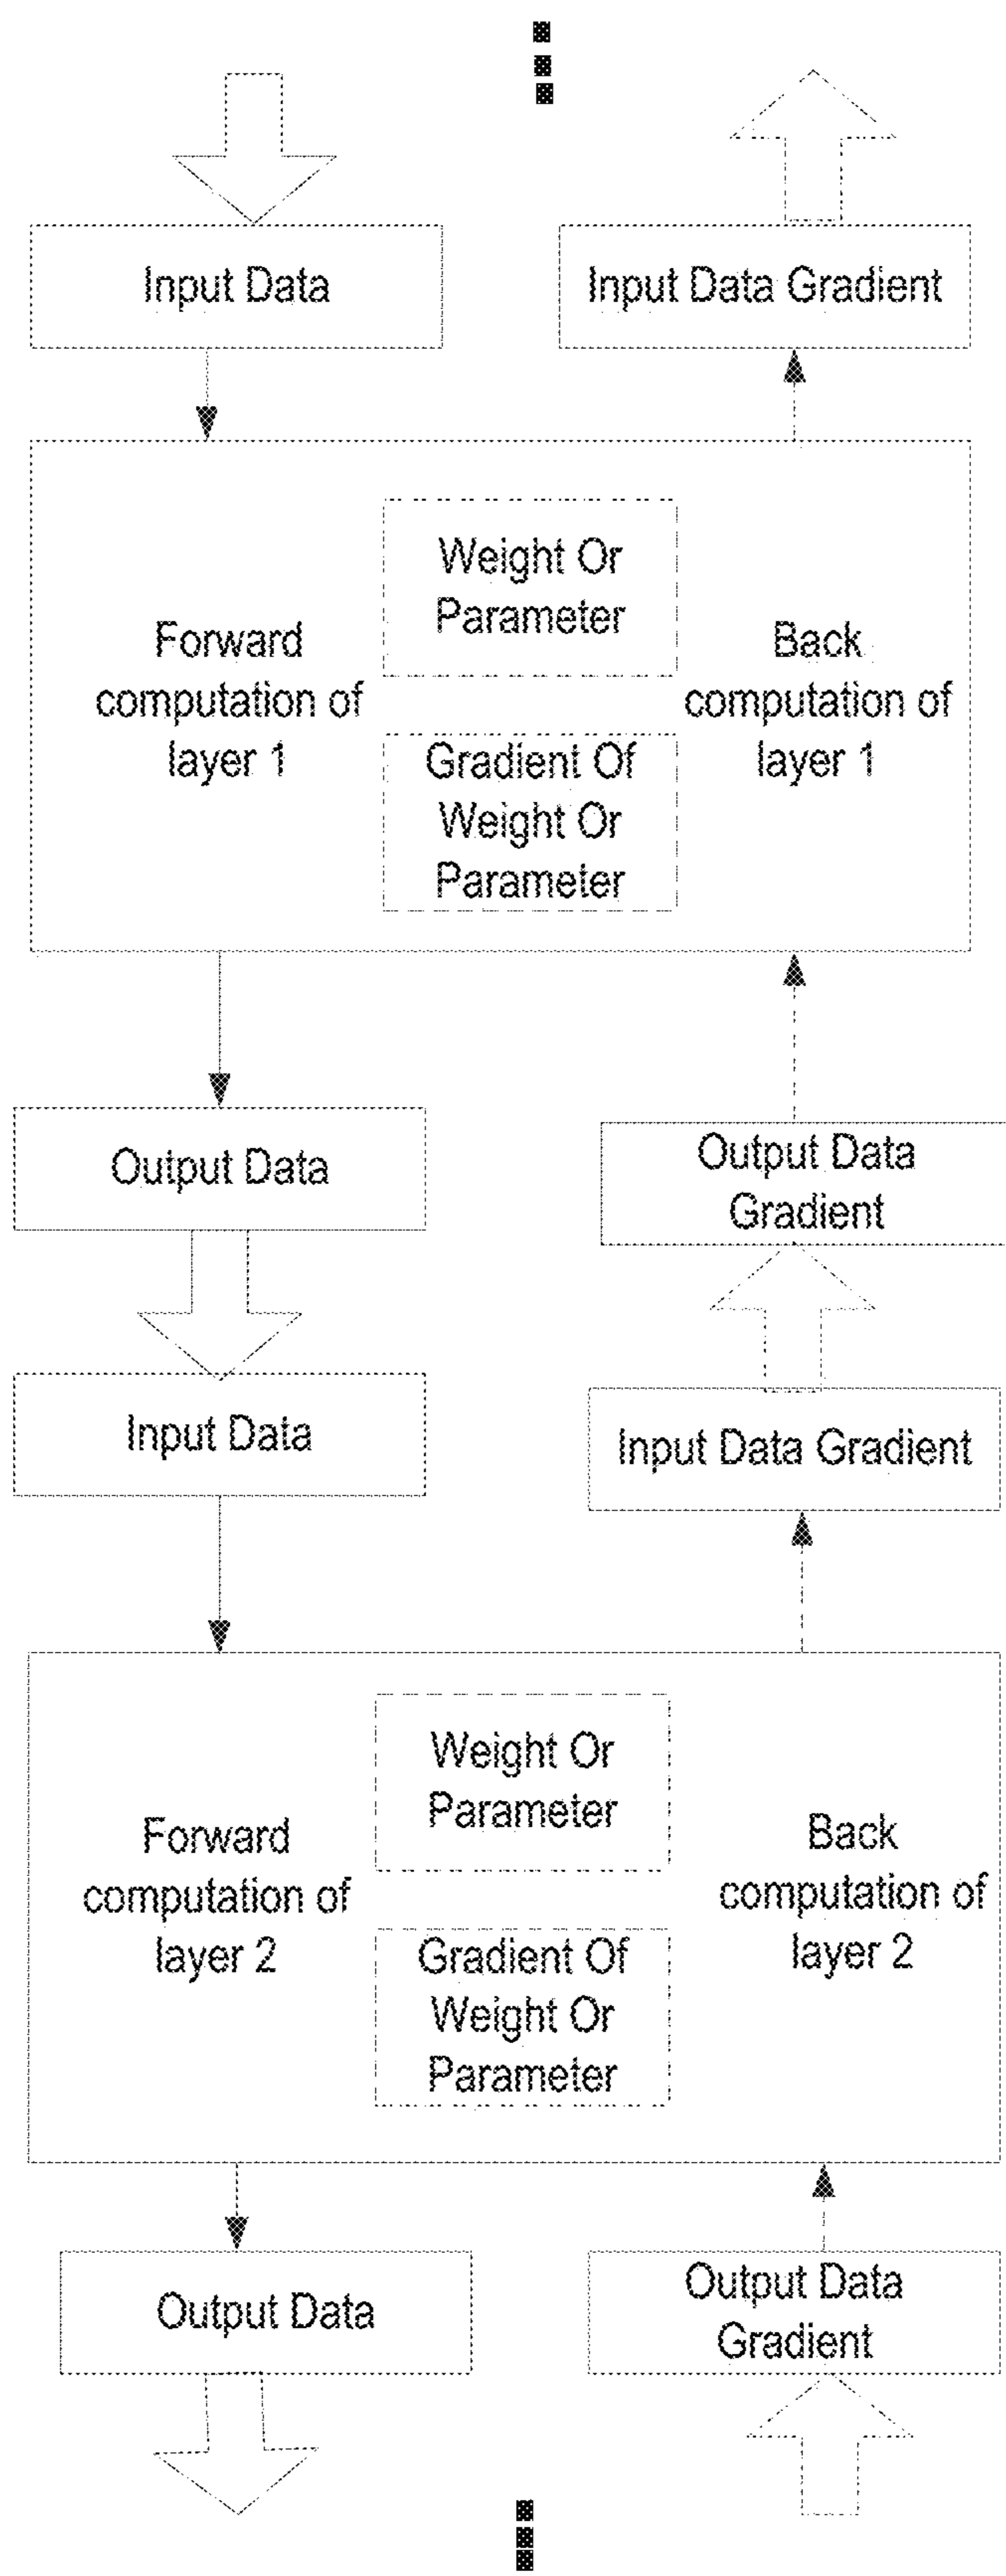 Input Data
Input Data Gradient
Weight Or
Parameter
Forward
computation of
layer 1
Back
computation of
layer 1
Gradient Of
Weight Or
Parameter
Output Data
Output Data
Gradient
Input Data
Input Data Gradient
Weight Or
Parameter
Forward
computation of
layer 2
Back
computation of
layer 2
Gradient Of
Weight Or
Parameter
Output Data
Output Data
Gradient